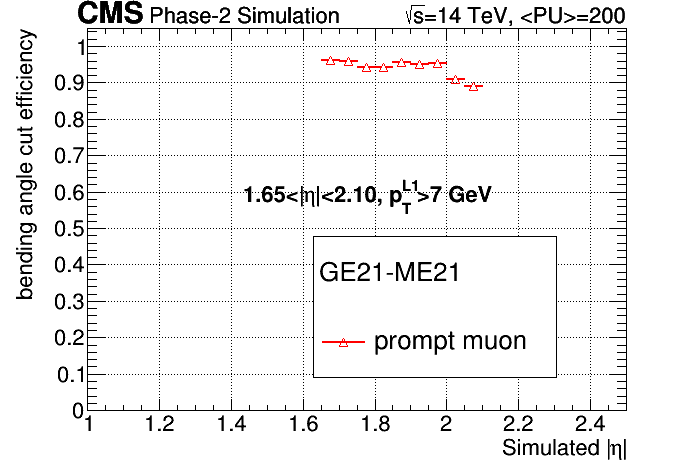 CMS Phase-2 Simulation √s=14 TeV, <PU>=200
bending angle cut efficiency
1
0.9
0.8
0.7
0.6
0.5
0.4
0.3
0.2
0.1
0
1.65<|η|<2.10, p_T^L1>7 GeV
GE21-ME21
prompt muon
1 1.2 1.4 1.6 1.8 2 2.2 2.4
Simulated |η|